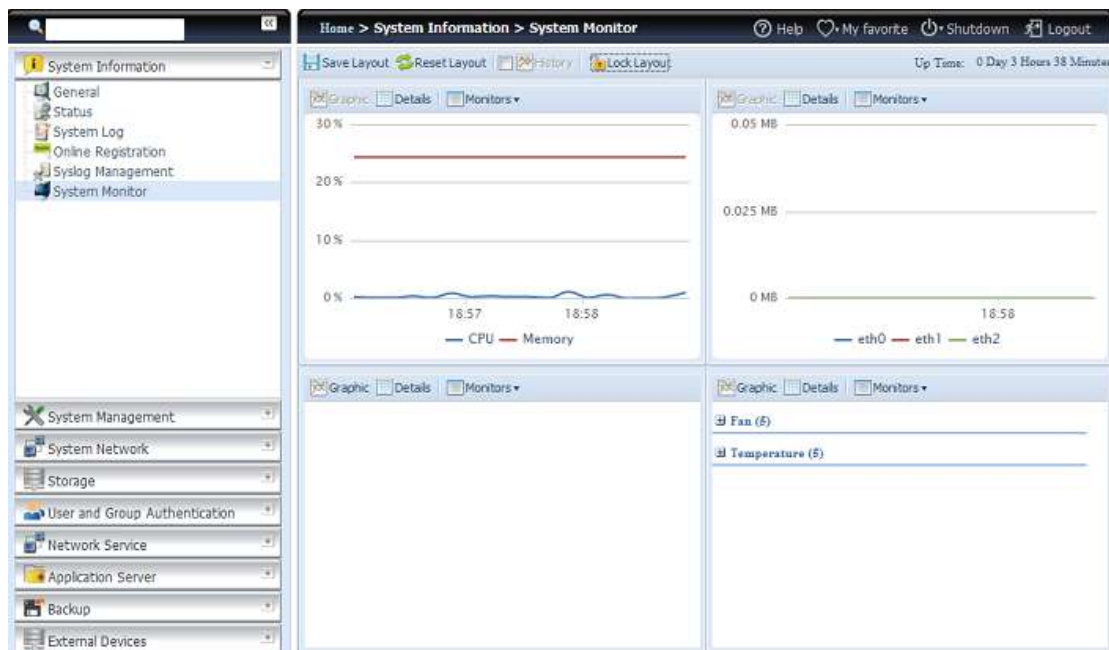 Home > System Information > System Monitor
Help My favorite Shutdown Logout
System Information
General
Status
System Log
Online Registration
Syslog Management
System Monitor
System Management
System Network
Storage
User and Group Authentication
Network Service
Application Server
Backup
External Devices
Save Layout Reset Layout History Lock Layout
Up Time: 0 Day 3 Hours 38 Minutes
Graphic Details Monitors
30 %
20 %
10 %
0 %
18:57 18:58
CPU Memory
Graphic Details Monitors
0.05 MB
0.025 MB
0 MB
18:58
eth0 eth1 eth2
Graphic Details Monitors
Graphic Details Monitors
Fan (5)
Temperature (5)